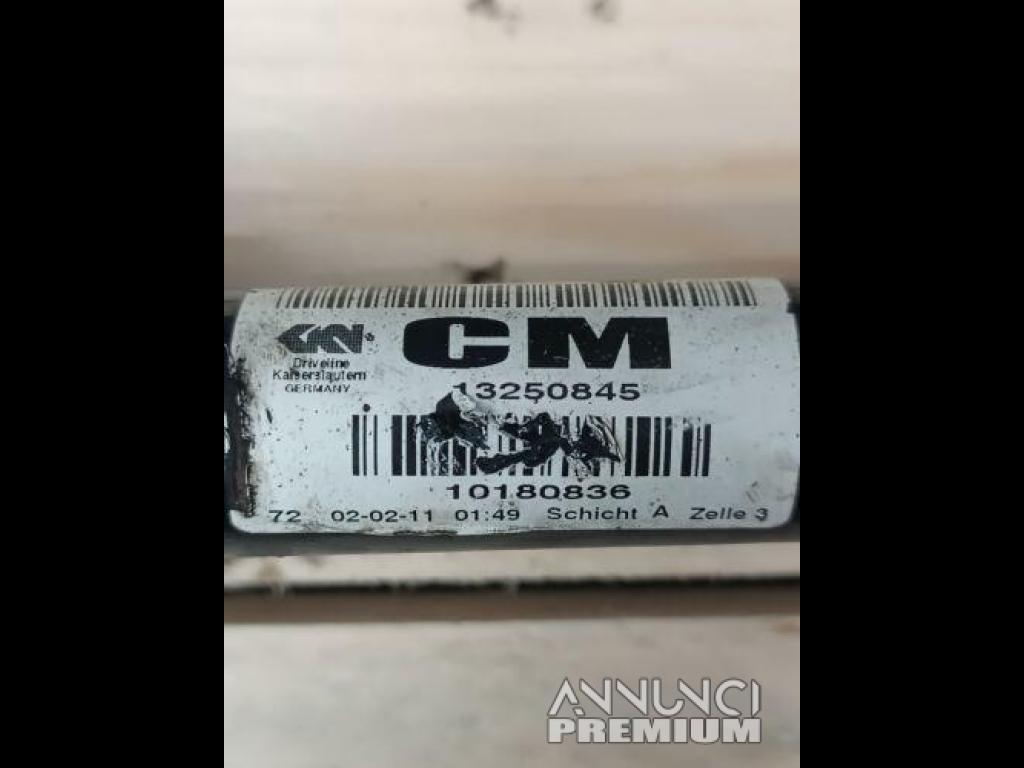 GKN CM
Driveline
Kaiserslautern
GERMANY
13250845
10180836
72 02-02-11 01:49 Schicht A Zelle 3
ANNUNCI
PREMIUM